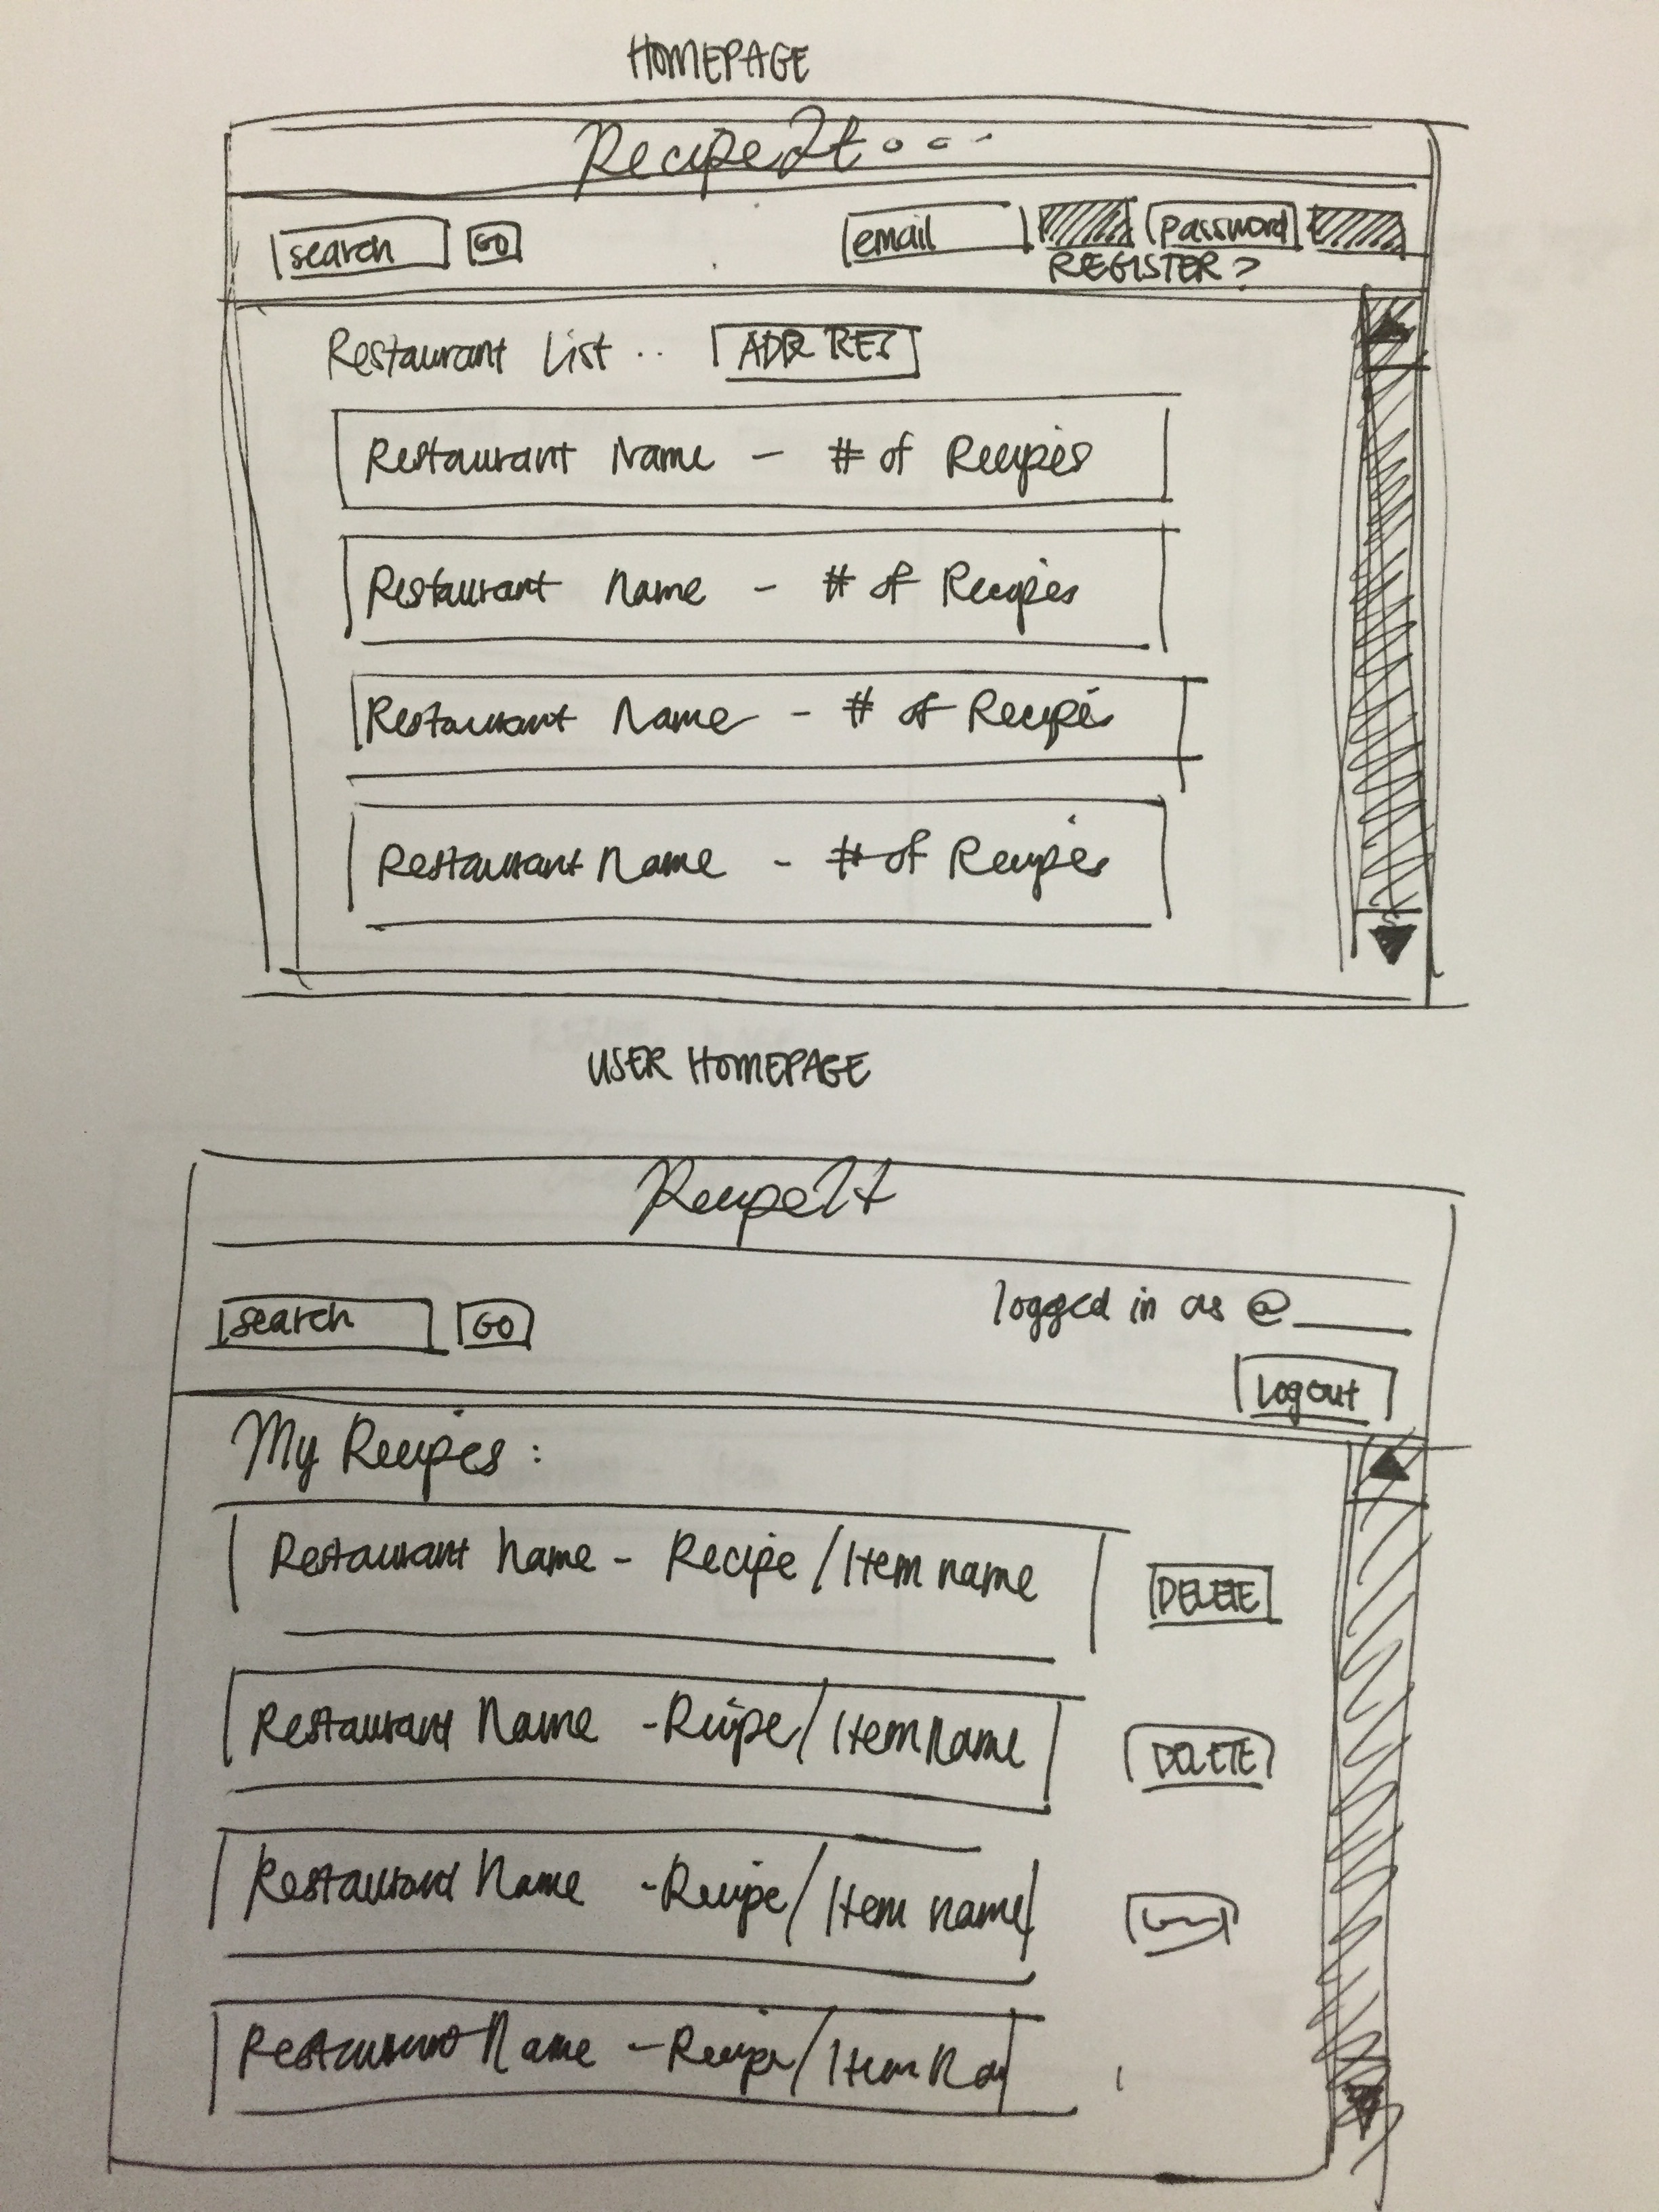 HOMEPAGE
RecipeIt...
search GO email password
REGISTER?
Restaurant List .. ADD RES
Restaurant Name - # of Recipes
Restaurant Name - # of Recipes
Restaurant Name - # of Recipe
Restaurant Name - # of Recipes
USER HOMEPAGE
RecipeIt
search GO logged in as @____
logout
My Recipes:
Restaurant Name - Recipe/Item name DELETE
Restaurant Name - Recipe/Item name DELETE
Restaurant Name - Recipe/Item name
Restaurant Name - Recipe/Item